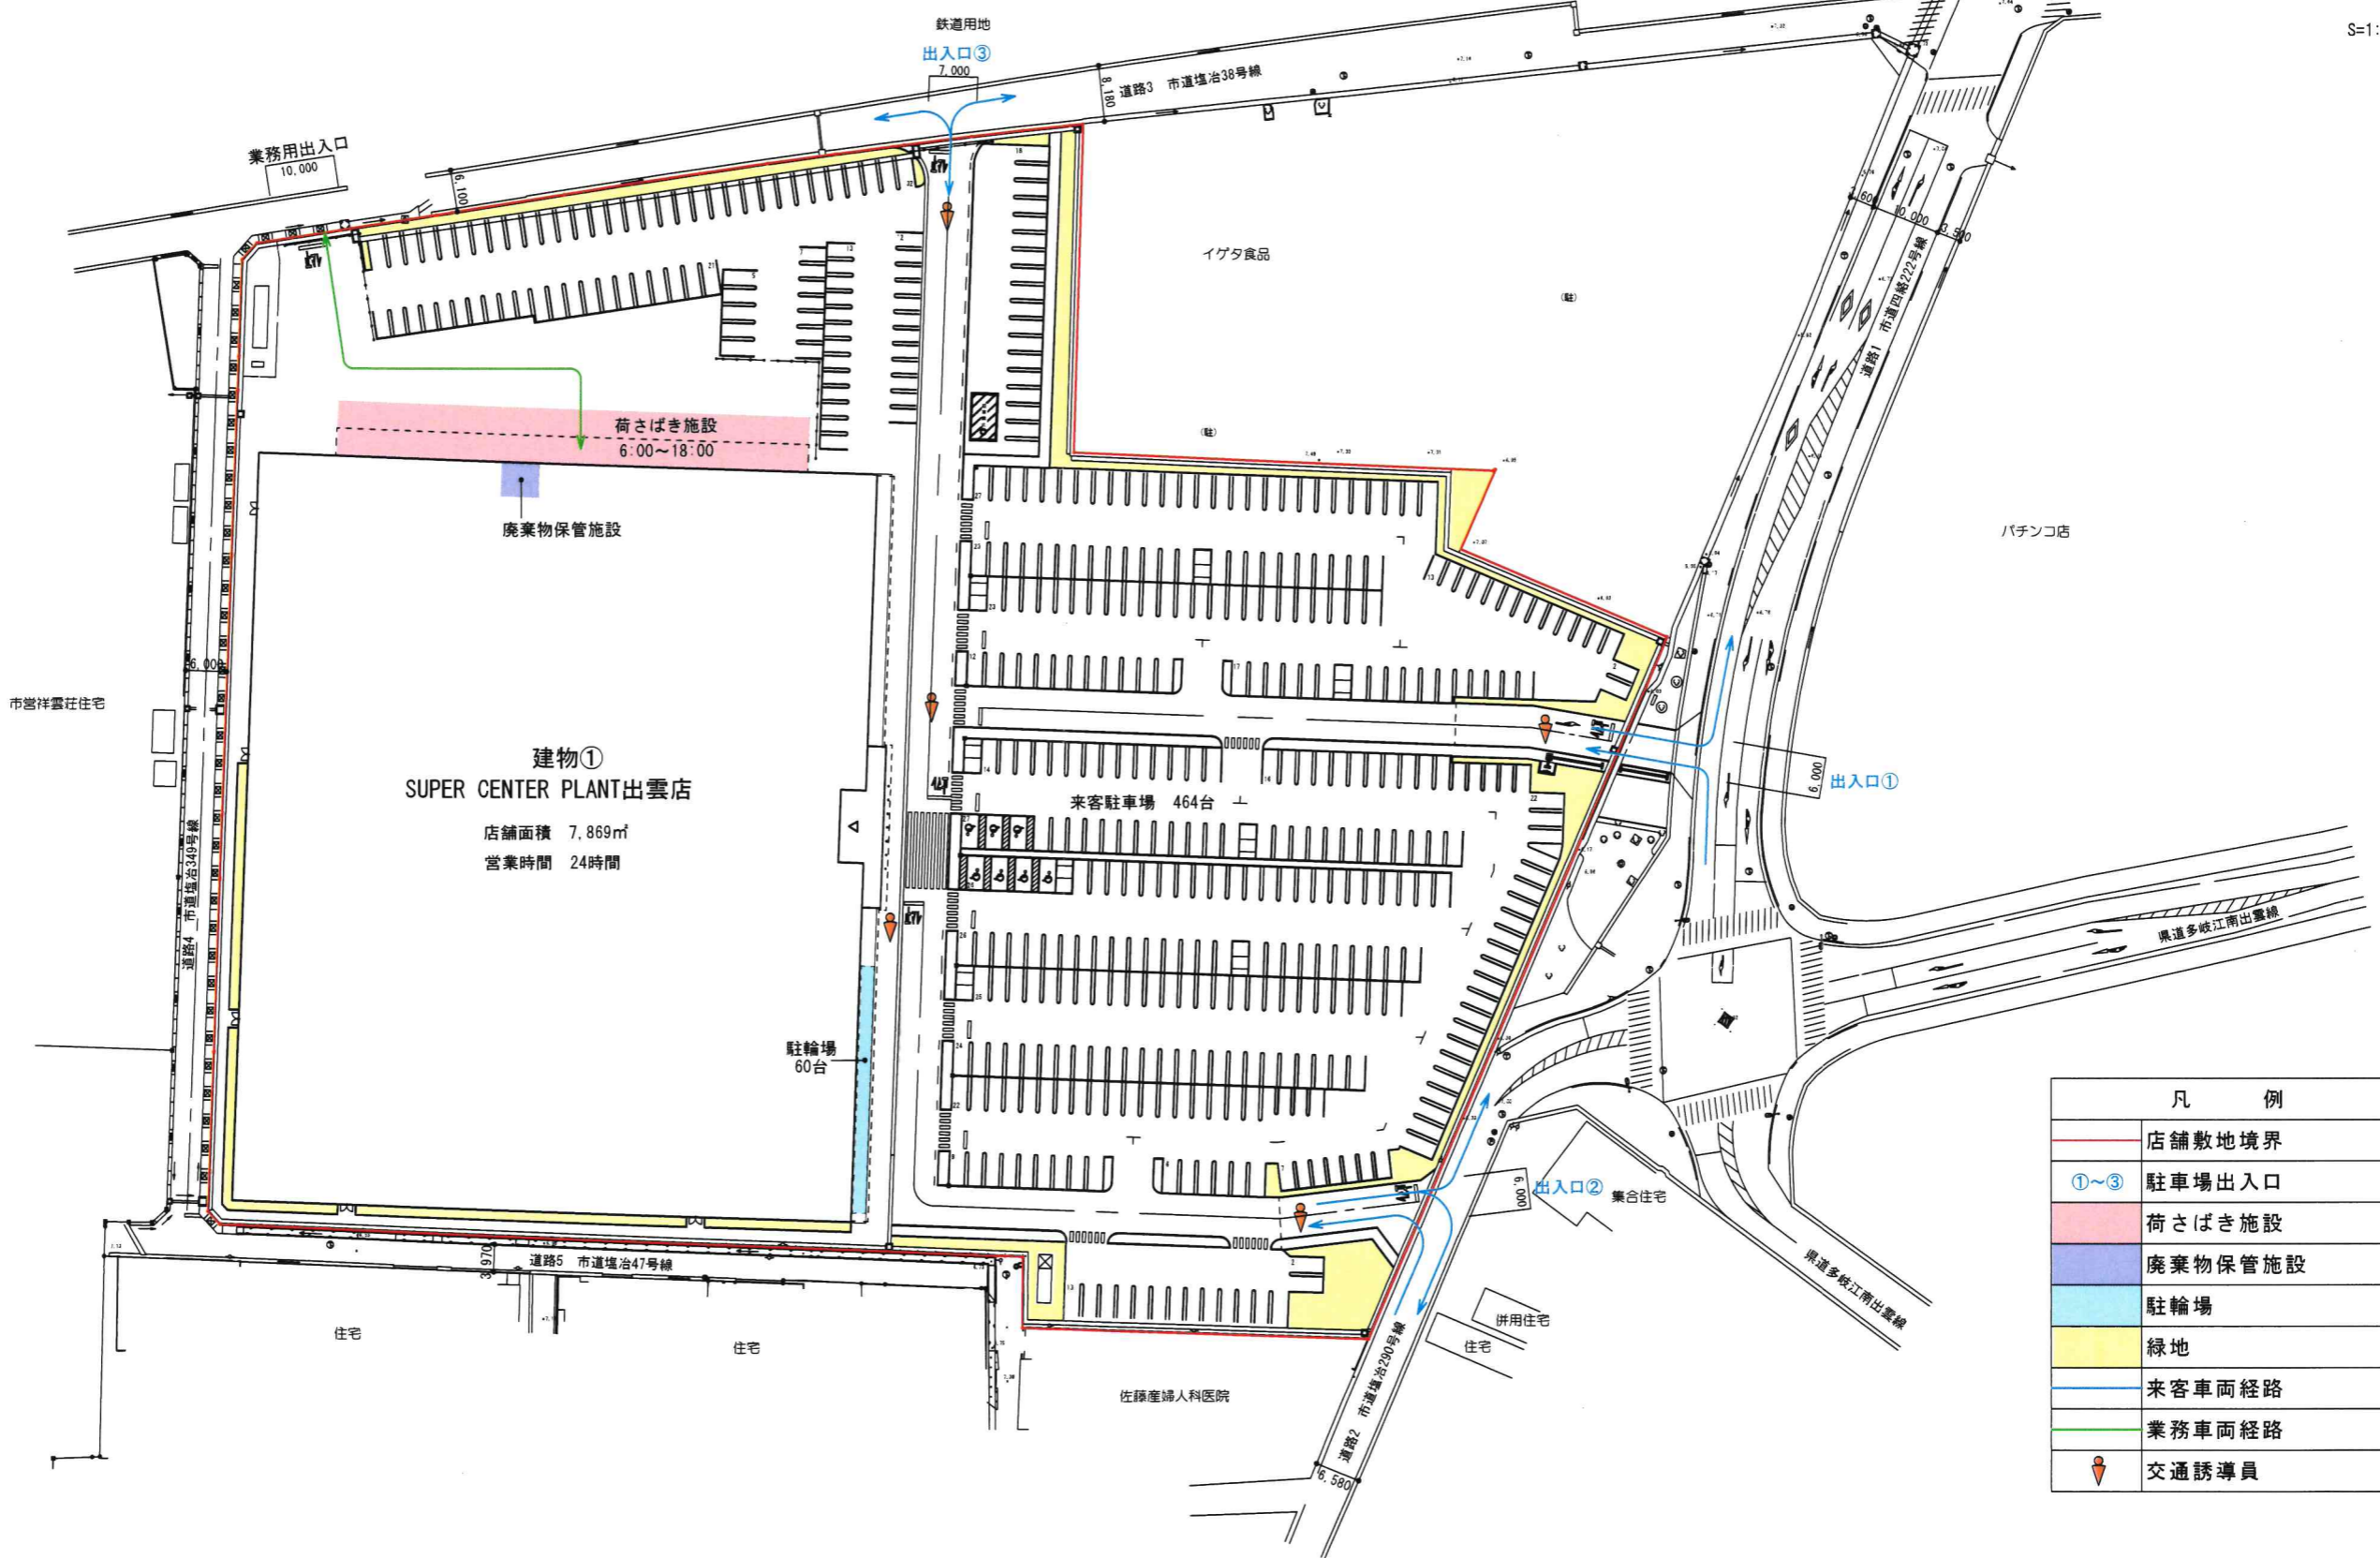 S=1:
鉄道用地
出入口③
7,000
8,180
道路3 市道塩冶38号線
業務用出入口
10,000
6,100
イゲタ食品
(駐)
(駐)
10,000
3,500
道路1 市道四絡222号線
荷さばき施設
6:00～18:00
廃棄物保管施設
パチンコ店
6,000
市営祥雲荘住宅
建物①
SUPER CENTER PLANT出雲店
店舗面積 7,869㎡
営業時間 24時間
来客駐車場 464台
6,000
出入口①
道路4 市道塩冶349号線
県道多岐江南出雲線
駐輪場
60台
6,000
出入口②
集合住宅
県道多岐江南出雲線
3,970
道路5 市道塩冶47号線
住宅
住宅
佐藤産婦人科医院
併用住宅
住宅
道路2 市道塩冶290号線
6,580
凡 例
店舗敷地境界
①～③ 駐車場出入口
荷さばき施設
廃棄物保管施設
駐輪場
緑地
来客車両経路
業務車両経路
交通誘導員